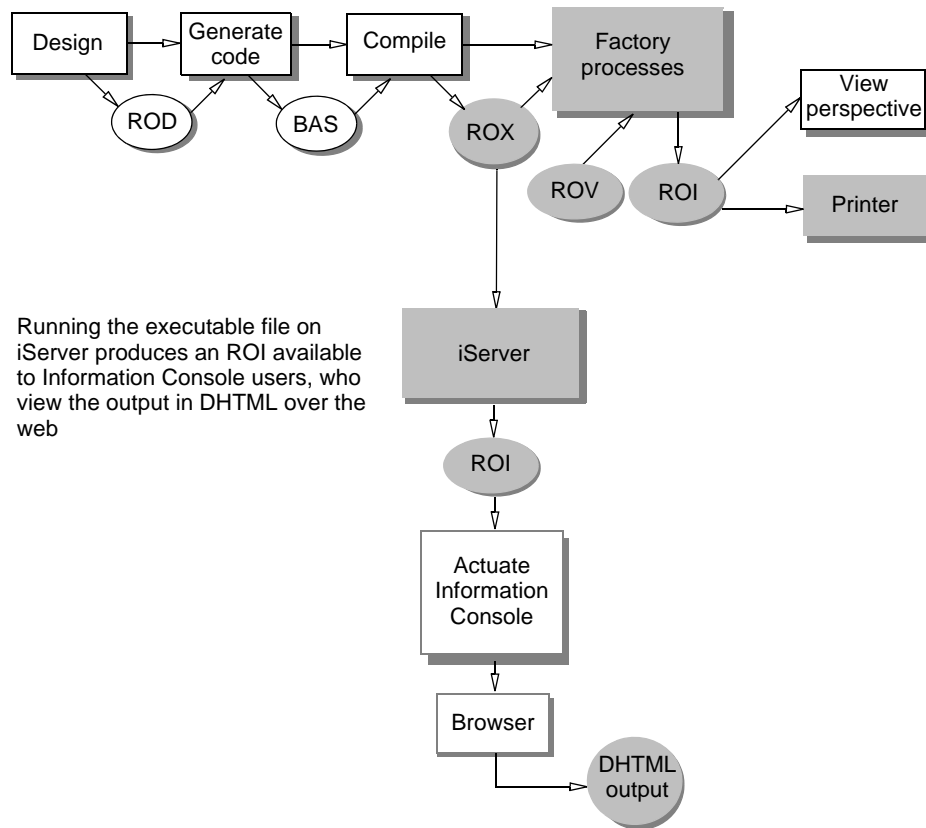 Design
Generate
code
Compile
Factory
processes
View
perspective
ROD
BAS
ROX
ROV
ROI
Printer
Running the executable file on
iServer produces an ROI available
to Information Console users, who
view the output in DHTML over the
web
iServer
ROI
Actuate
Information
Console
Browser
DHTML
output